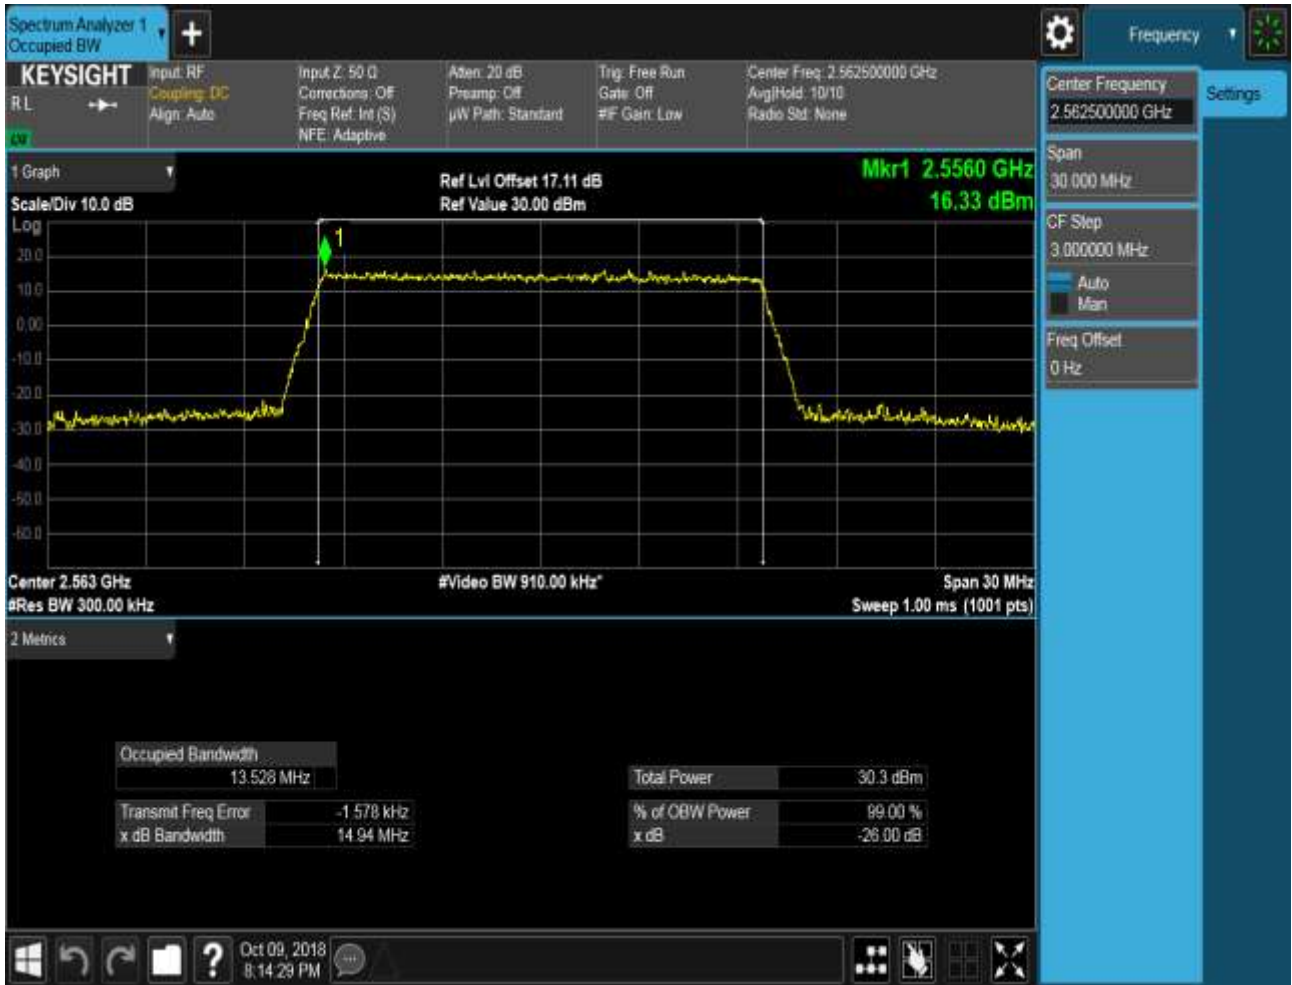 Spectrum Analyzer 1
Occupied BW
Frequency
KEYSIGHT
R L
Input: RF
Coupling: DC
Align: Auto
Input Z: 50 Ω
Corrections: Off
Freq Ref: Int (S)
NFE: Adaptive
Atten: 20 dB
Preamp: Off
µW Path: Standard
Trig: Free Run
Gate: Off
#IF Gain: Low
Center Freq: 2.562500000 GHz
Avg|Hold: 10/10
Radio Std: None
Center Frequency
2.562500000 GHz
Settings
Span
30.000 MHz
CF Step
3.000000 MHz
Auto
Man
Freq Offset
0 Hz
1 Graph
Scale/Div 10.0 dB
Ref Lvl Offset 17.11 dB
Ref Value 30.00 dBm
Mkr1 2.5560 GHz
16.33 dBm
Log
1
20.0
10.0
0.00
-10.0
-20.0
-30.0
-40.0
-50.0
-60.0
Center 2.563 GHz
#Video BW 910.00 kHz*
Span 30 MHz
#Res BW 300.00 kHz
Sweep 1.00 ms (1001 pts)
2 Metrics
Occupied Bandwidth
13.528 MHz
Transmit Freq Error -1.578 kHz
x dB Bandwidth 14.94 MHz
Total Power 30.3 dBm
% of OBW Power 99.00 %
x dB -26.00 dB
?
Oct 09, 2018
8:14:29 PM